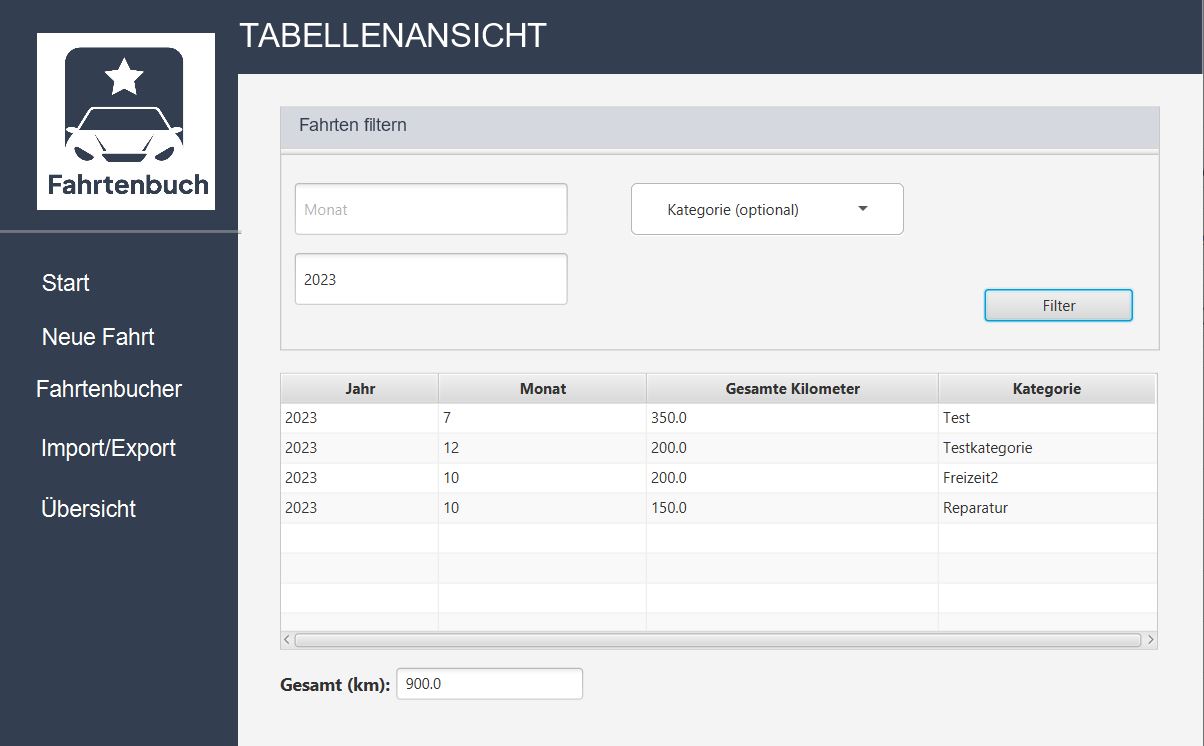 TABELLENANSICHT
Fahrtenbuch
Start
Neue Fahrt
Fahrtenbucher
Import/Export
Übersicht
Fahrten filtern
Monat Kategorie (optional)
2023
Filter
Jahr Monat Gesamte Kilometer Kategorie
2023 7 350.0 Test
2023 12 200.0 Testkategorie
2023 10 200.0 Freizeit2
2023 10 150.0 Reparatur
Gesamt (km): 900.0